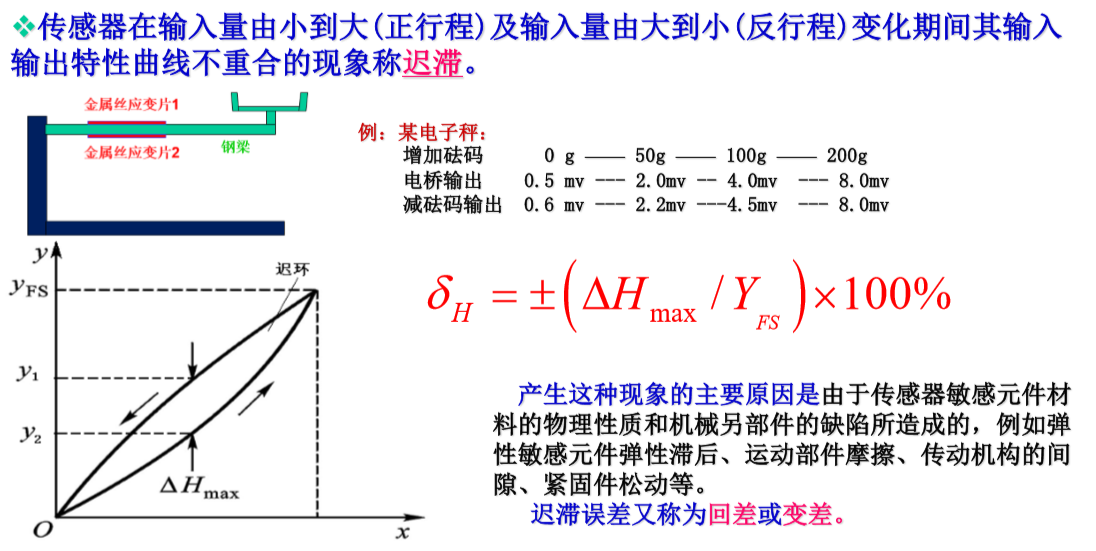 ❖传感器在输入量由小到大(正行程)及输入量由大到小(反行程)变化期间其输入
输出特性曲线不重合的现象称迟滞。
金属丝应变片1
金属丝应变片2
钢梁
例: 某电子秤:
增加砝码 0 g —— 50g —— 100g —— 200g
电桥输出 0.5 mv --- 2.0mv -- 4.0mv --- 8.0mv
减砝码输出 0.6 mv --- 2.2mv ---4.5mv --- 8.0mv
y
迟环
yFS
y1
y2
ΔHmax
O
x
δH = ±(ΔHmax / YFS)×100%
产生这种现象的主要原因是由于传感器敏感元件材
料的物理性质和机械另部件的缺陷所造成的, 例如弹
性敏感元件弹性滞后、运动部件摩擦、传动机构的间
隙、紧固件松动等。
迟滞误差又称为回差或变差。